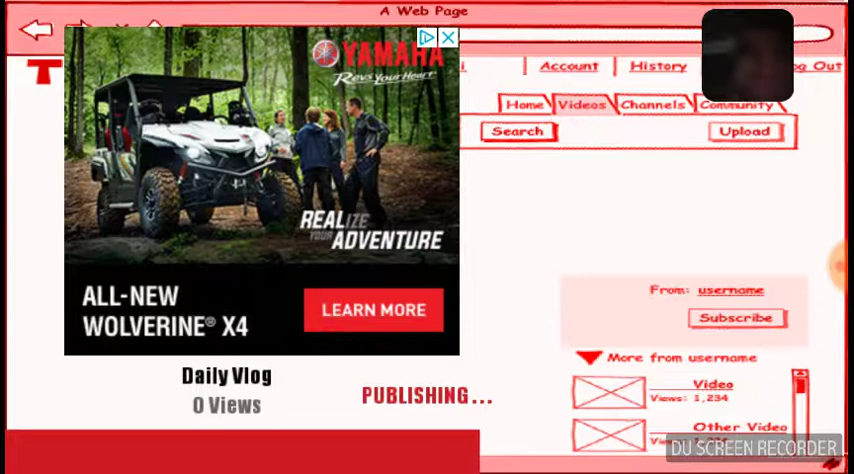 A Web Page
YAMAHA
Revs Your Heart
T
Account
History
Out
Home
Videos
Channels
Community
Search
Upload
REALIZE
YOUR ADVENTURE
From: username
ALL-NEW
WOLVERINE® X4
LEARN MORE
Subscribe
More from username
Daily Vlog
0 Views
PUBLISHING...
Video
Views: 1,234
Other Video
DU SCREEN RECORDER